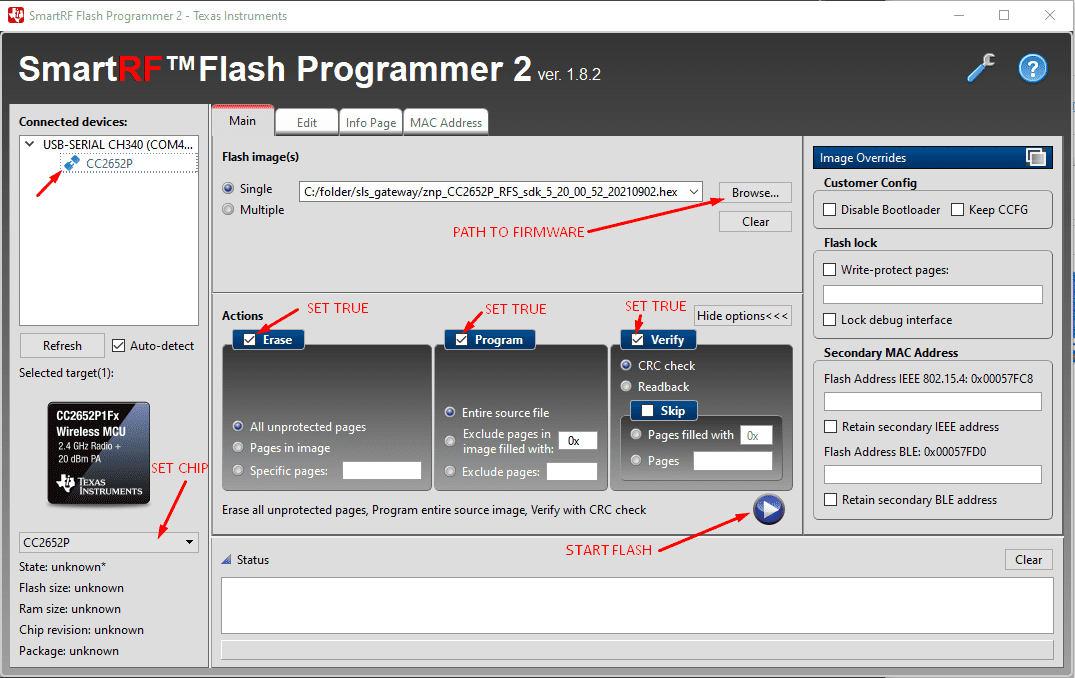 SmartRF Flash Programmer 2 - Texas Instruments
SmartRF™Flash Programmer 2 ver. 1.8.2
Connected devices:
USB-SERIAL CH340 (COM4...
CC2652P
Refresh
Auto-detect
Selected target(1):
CC2652P1Fx
Wireless MCU
2.4 GHz Radio +
20 dBm PA
TEXAS
INSTRUMENTS
SET CHIP
CC2652P
State: unknown*
Flash size: unknown
Ram size: unknown
Chip revision: unknown
Package: unknown
Main
Edit
Info Page
MAC Address
Flash image(s)
Single
Multiple
C:/folder/sls_gateway/znp_CC2652P_RFS_sdk_5_20_00_52_20210902.hex
Browse...
Clear
PATH TO FIRMWARE
Actions
SET TRUE
SET TRUE
SET TRUE
Hide options<<<
Erase
All unprotected pages
Pages in image
Specific pages:
Program
Entire source file
Exclude pages in
image filled with:
0x
Exclude pages:
Verify
CRC check
Readback
Skip
Pages filled with
0x
Pages
Erase all unprotected pages, Program entire source image, Verify with CRC check
START FLASH
Image Overrides
Customer Config
Disable Bootloader
Keep CCFG
Flash lock
Write-protect pages:
Lock debug interface
Secondary MAC Address
Flash Address IEEE 802.15.4: 0x00057FC8
Retain secondary IEEE address
Flash Address BLE: 0x00057FD0
Retain secondary BLE address
Status
Clear